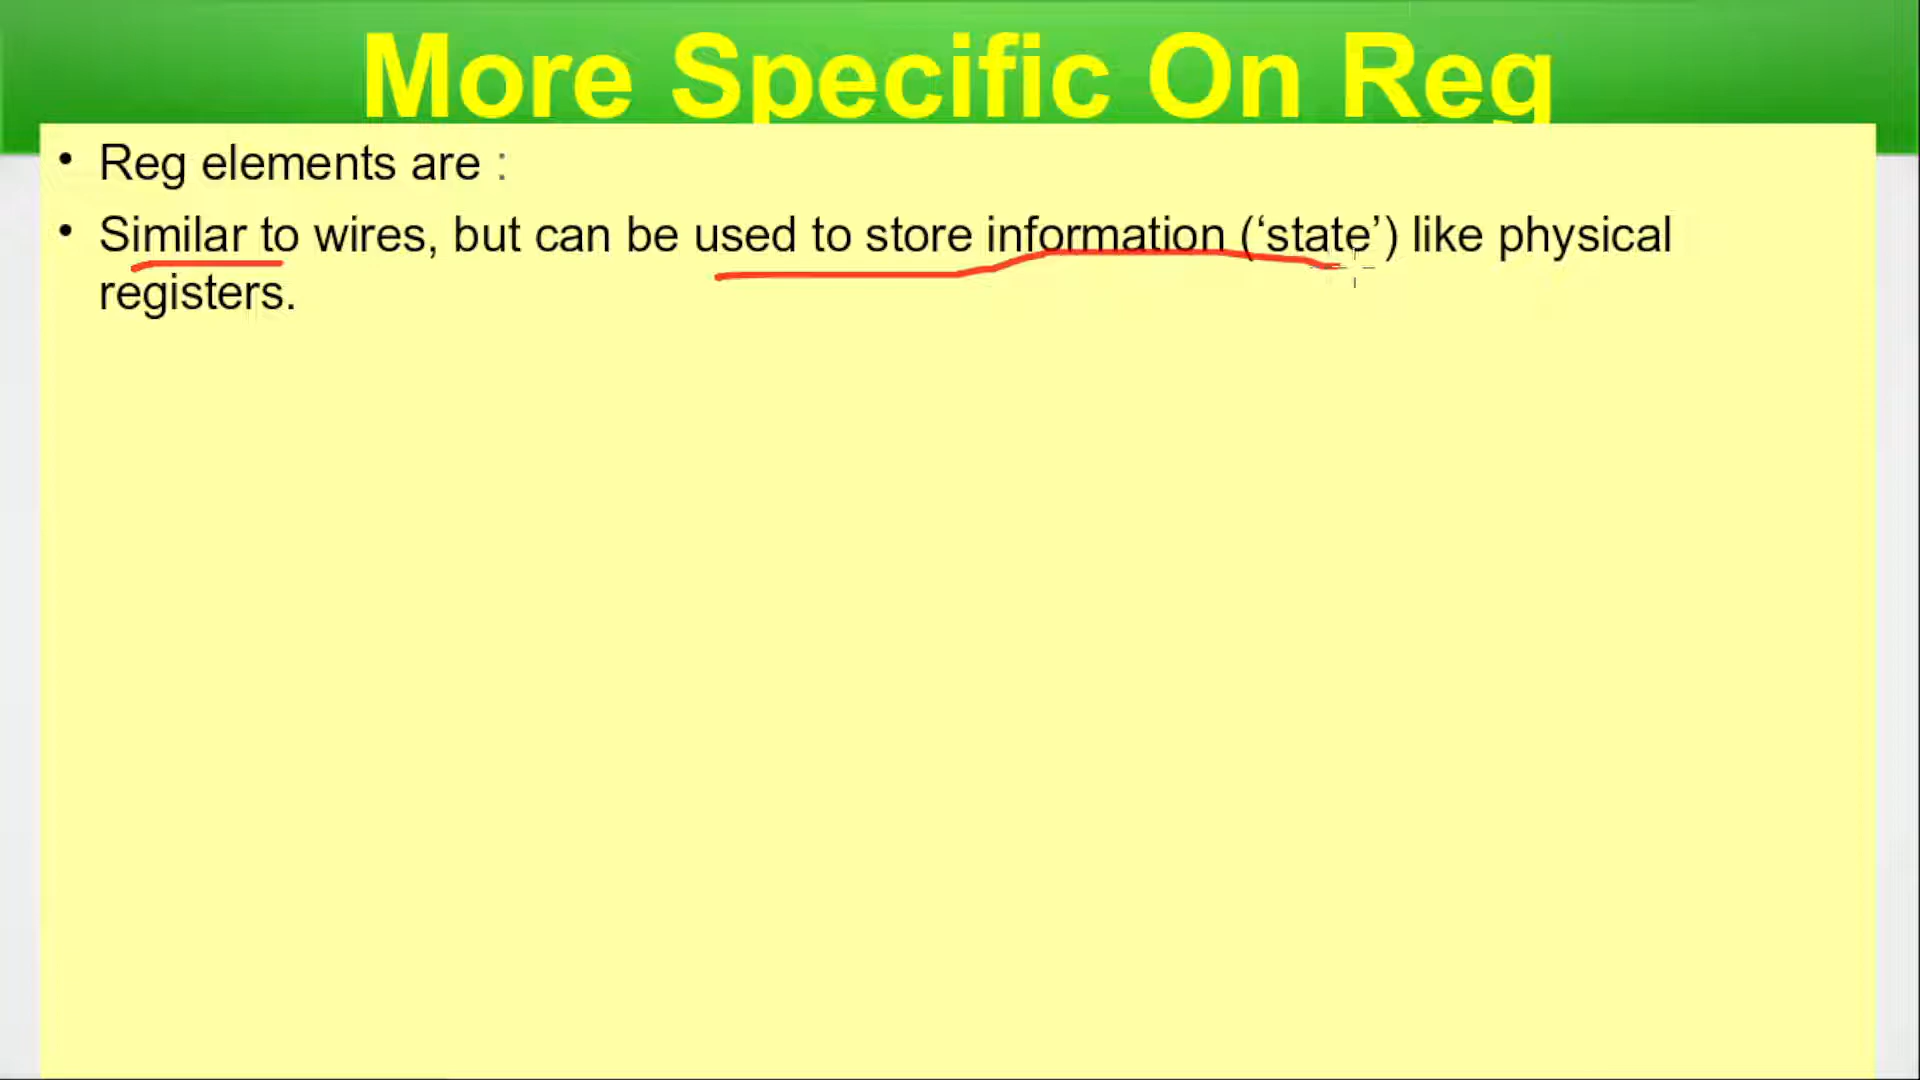 More Specific On Reg
• Reg elements are :
• Similar to wires, but can be used to store information (‘state’) like physical
registers.